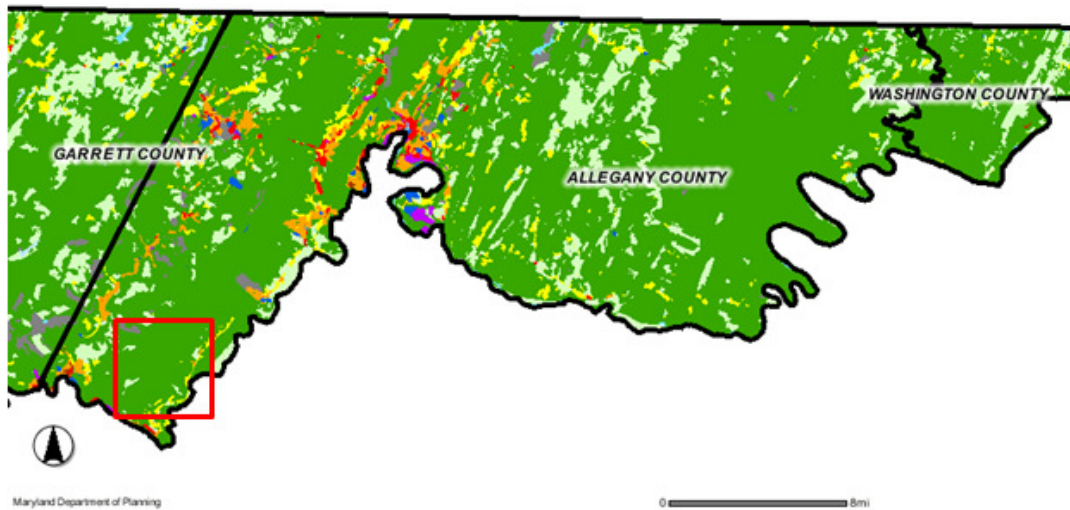 WASHINGTON COUNTY
GARRETT COUNTY
ALLEGANY COUNTY
Maryland Department of Planning
0 8mi